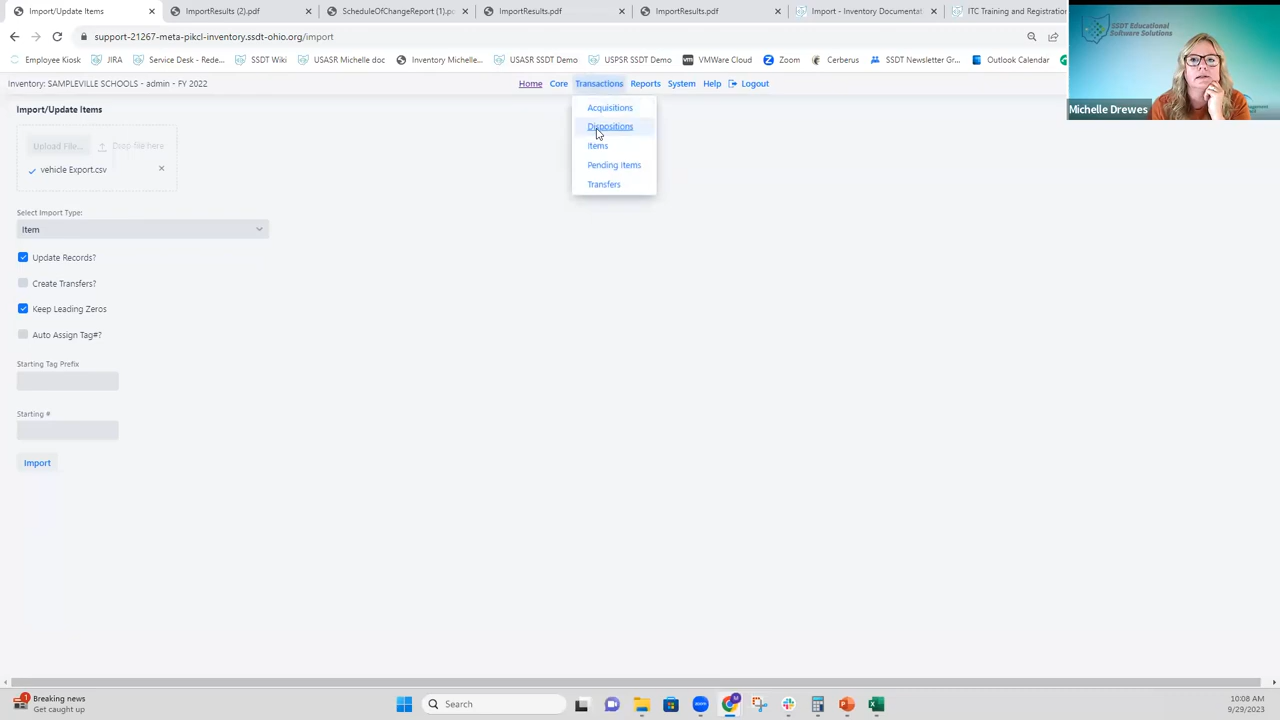 Import/Update Items
ImportResults (2).pdf
ScheduleOfChangeReport (1).pc
ImportResults.pdf
ImportResults.pdf
Import - Inventory Documentat
ITC Training and Registration
support-21267-meta-pikcl-inventory.ssdt-ohio.org/import
Employee Kiosk
JIRA
Service Desk - Rede...
SSDT Wiki
USASR Michelle doc
Inventory Michelle...
USASR SSDT Demo
USPSR SSDT Demo
VMWare Cloud
Zoom
Cerberus
SSDT Newsletter Gr...
Outlook Calendar
SSDT Educational
Software Solutions
Michelle Drewes
Inventory: SAMPLEVILLE SCHOOLS - admin - FY 2022
Home
Core
Transactions
Reports
System
Help
Logout
Acquisitions
Dispositions
Items
Pending Items
Transfers
Import/Update Items
Upload File...
Drop file here
vehicle Export.csv
Select Import Type:
Item
Update Records?
Create Transfers?
Keep Leading Zeros
Auto Assign Tag#?
Starting Tag Prefix
Starting #
Import
1
Breaking news
Get caught up
Search
M
10:08 AM
9/29/2023